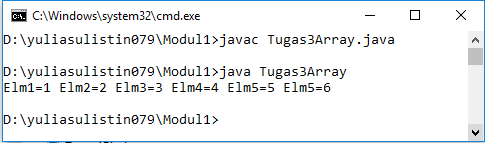 C:\Windows\system32\cmd.exe
D:\yuliasulistin079\Modul1>javac Tugas3Array.java
D:\yuliasulistin079\Modul1>java Tugas3Array
Elm1=1 Elm2=2 Elm3=3 Elm4=4 Elm5=5 Elm5=6
D:\yuliasulistin079\Modul1>